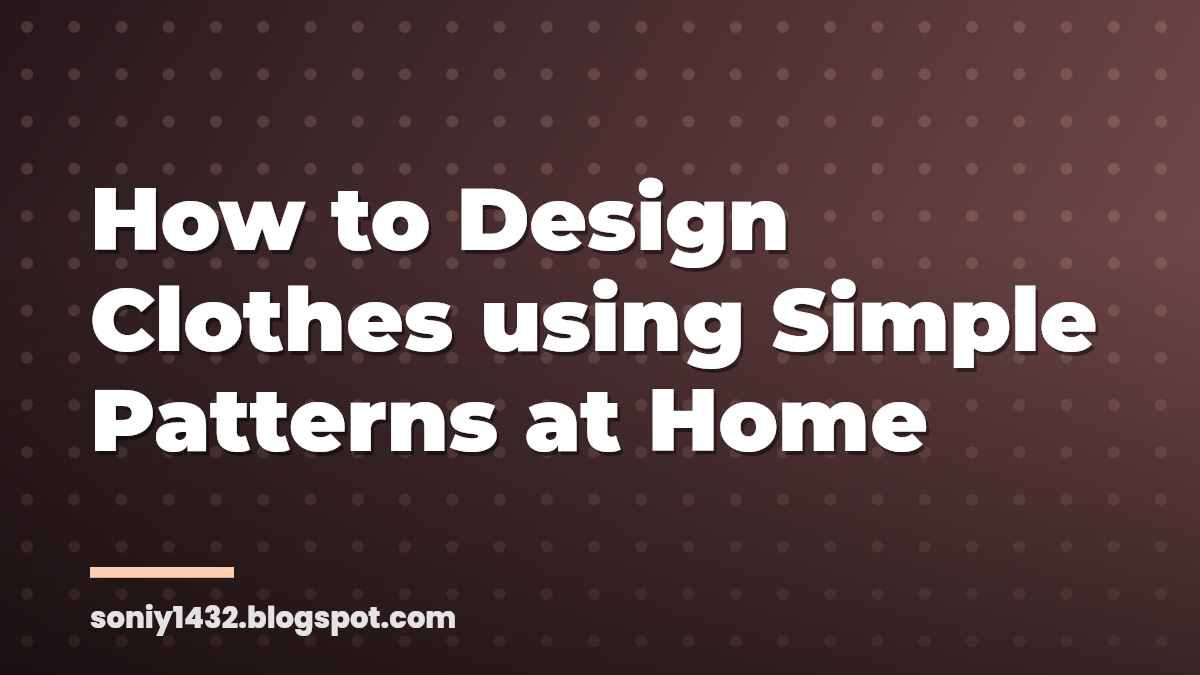 How to Design
Clothes using Simple
Patterns at Home
soniy1432.blogspot.com